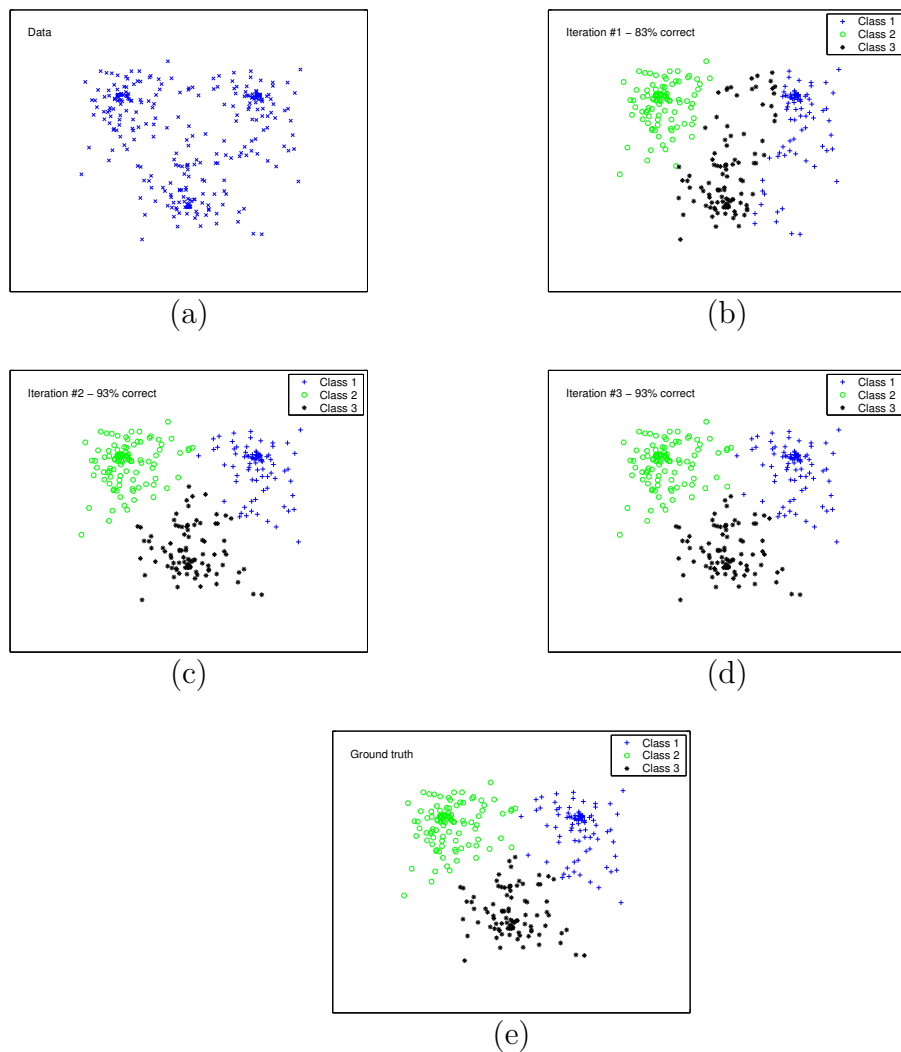 Data
(a)
Iteration #1 – 83% correct
Class 1
Class 2
Class 3
(b)
Iteration #2 – 93% correct
Class 1
Class 2
Class 3
(c)
Iteration #3 – 93% correct
Class 1
Class 2
Class 3
(d)
Ground truth
Class 1
Class 2
Class 3
(e)